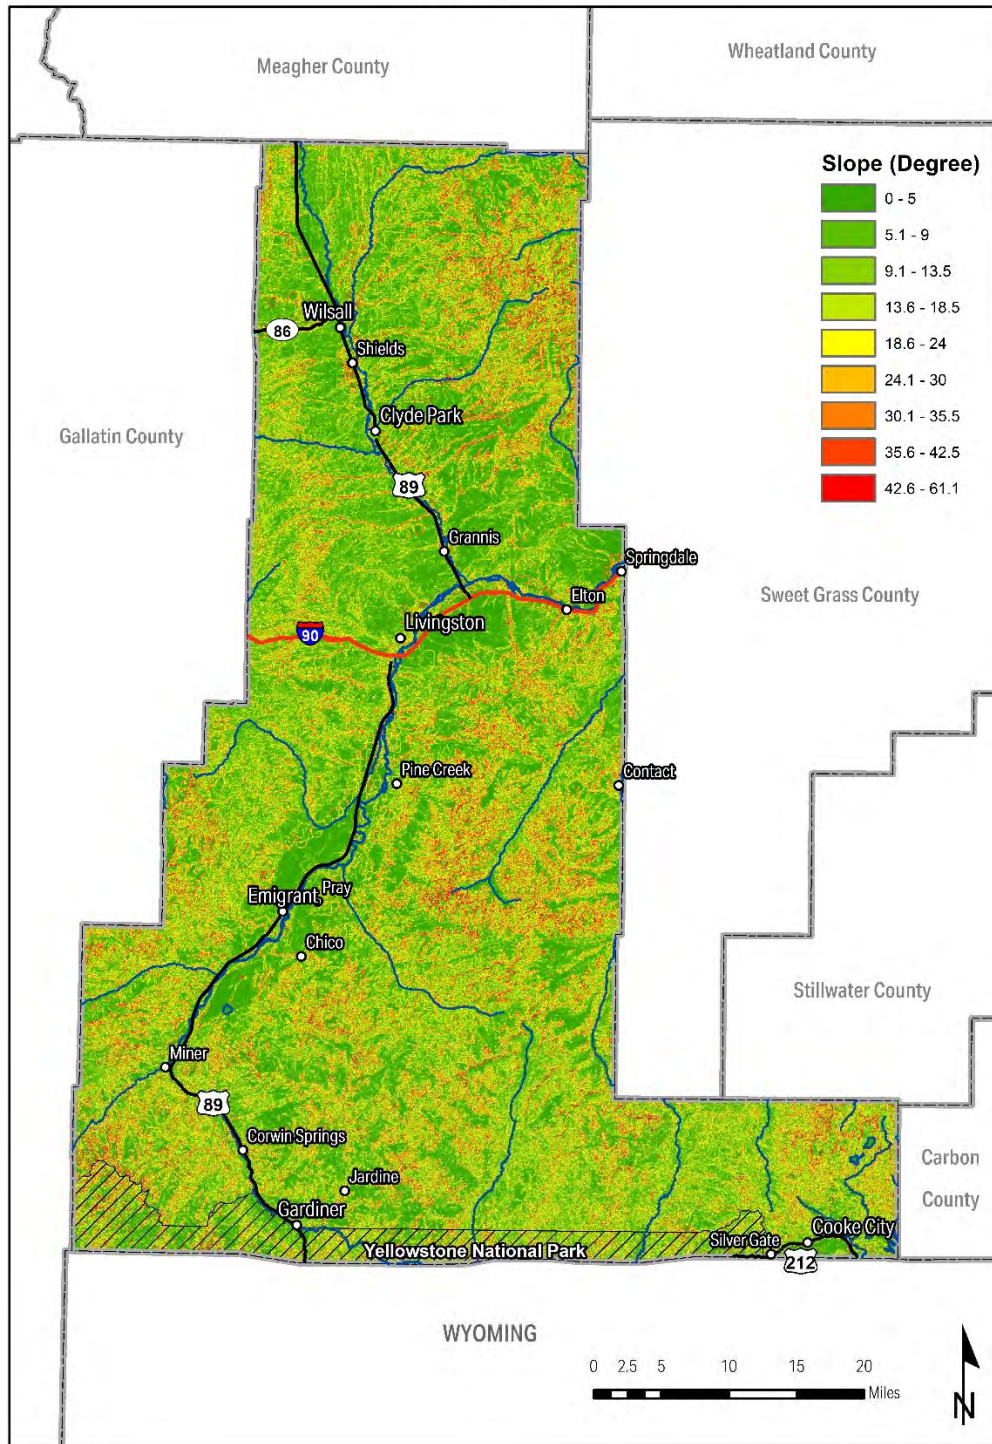 Meagher County
Wheatland County
Slope (Degree)
0 - 5
5.1 - 9
9.1 - 13.5
13.6 - 18.5
18.6 - 24
24.1 - 30
30.1 - 35.5
35.6 - 42.5
42.6 - 61.1
Wilsall
86
Shields
Clyde Park
Gallatin County
89
Grannis
Springdale
Elton
Sweet Grass County
Livingston
90
Pine Creek
Contact
Pray
Emigrant
Chico
Stillwater County
Miner
89
Corwin Springs
Carbon
County
Jardine
Gardiner
Cooke City
Silver Gate
Yellowstone National Park
212
WYOMING
0 2.5 5 10 15 20
Miles
N